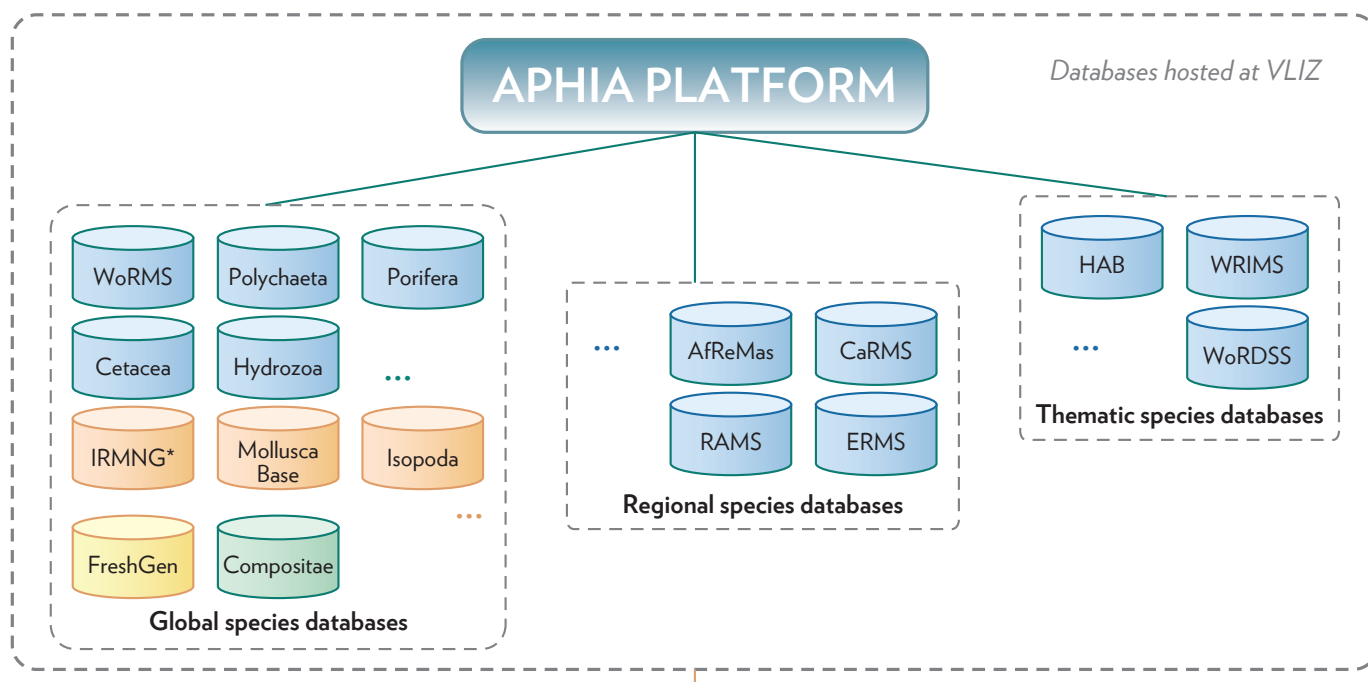 APHIA PLATFORM
Databases hosted at VLIZ
WoRMS
Polychaeta
Porifera
Cetacea
Hydrozoa
...
IRMNG*
Mollusca
Base
Isopoda
...
FreshGen
Compositae
Global species databases
...
AfReMas
CaRMS
RAMS
ERMS
Regional species databases
HAB
WRIMS
...
WoRDSS
Thematic species databases